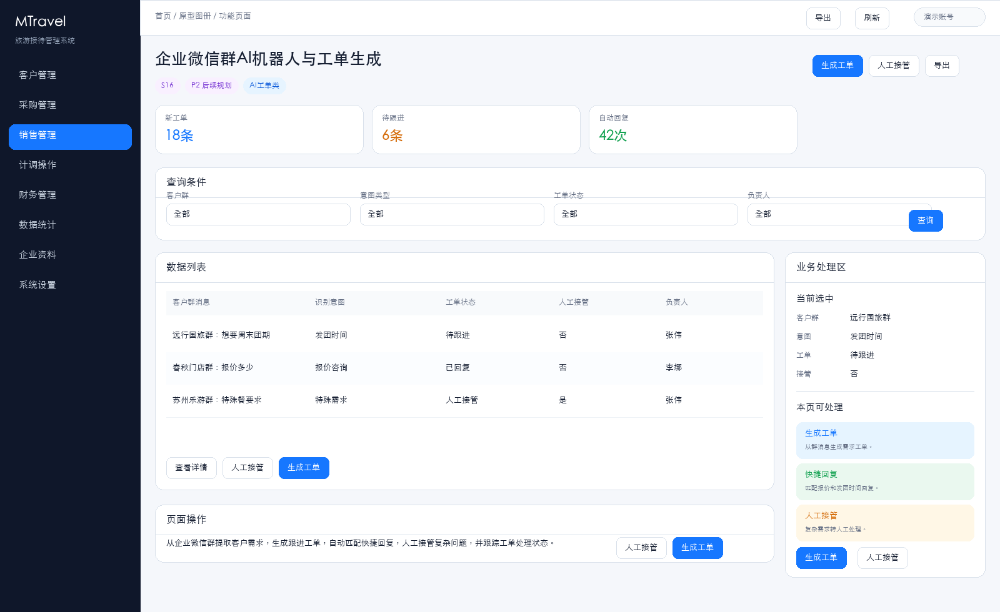 MTravel
旅游接待管理系统
客户管理
采购管理
销售管理
计调操作
财务管理
数据统计
企业资料
系统设置
首页 / 原型图册 / 功能页面
导出
刷新
演示账号
企业微信群AI机器人与工单生成
生成工单
人工接管
导出
S16
P2 后续规划
AI工单类
新工单
18条
待跟进
6条
自动回复
42次
查询条件
客户群
意图类型
工单状态
负责人
全部
全部
全部
全部
查询
数据列表
客户群消息 识别意图 工单状态 人工接管 负责人
远行国旅群：想要周末团期 发团时间 待跟进 否 张伟
春秋门店群：报价多少 报价咨询 已回复 否 李娜
苏州乐游群：特殊餐要求 特殊需求 人工接管 是 张伟
查看详情
人工接管
生成工单
页面操作
从企业微信群提取客户需求，生成跟进工单，自动匹配快捷回复，人工接管复杂问题，并跟踪工单处理状态。
人工接管
生成工单
业务处理区
当前选中
客户群 远行国旅群
意图 发团时间
工单 待跟进
接管 否
本页可处理
生成工单
从群消息生成需求工单。
快捷回复
匹配报价和发团时间回复。
人工接管
复杂需求转人工处理。
生成工单
人工接管